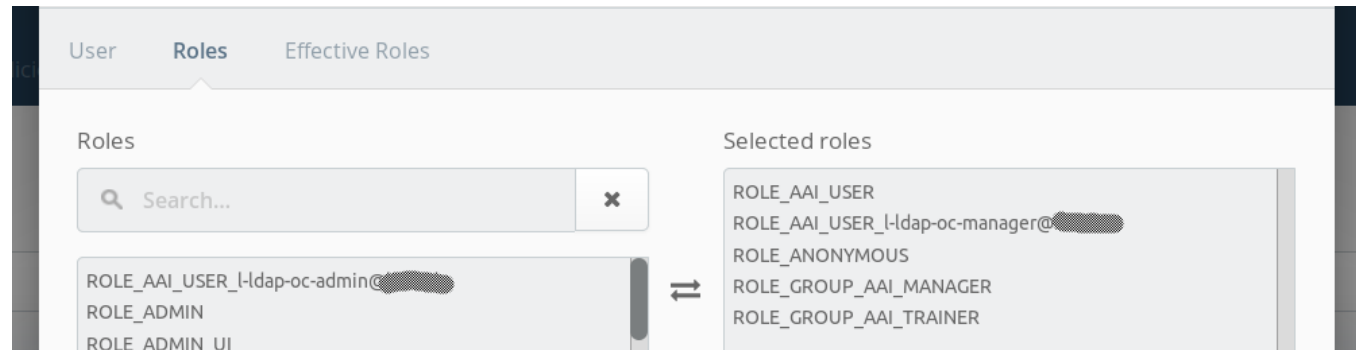 User Roles Effective Roles
Roles
Search...
ROLE_AAI_USER_l-ldap-oc-admin@
ROLE_ADMIN
ROLE_ADMIN_UI
Selected roles
ROLE_AAI_USER
ROLE_AAI_USER_l-ldap-oc-manager@
ROLE_ANONYMOUS
ROLE_GROUP_AAI_MANAGER
ROLE_GROUP_AAI_TRAINER